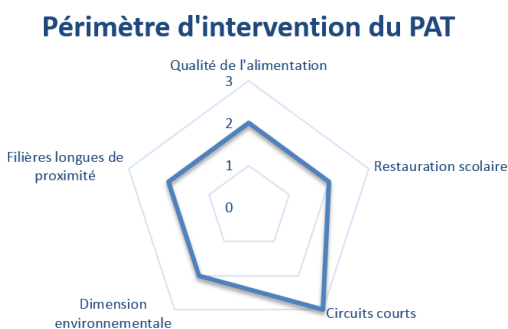 Périmètre d'intervention du PAT
Qualité de l'alimentation
3
2
1
0
Filières longues de
proximité
Restauration scolaire
Dimension
environnementale
Circuits courts